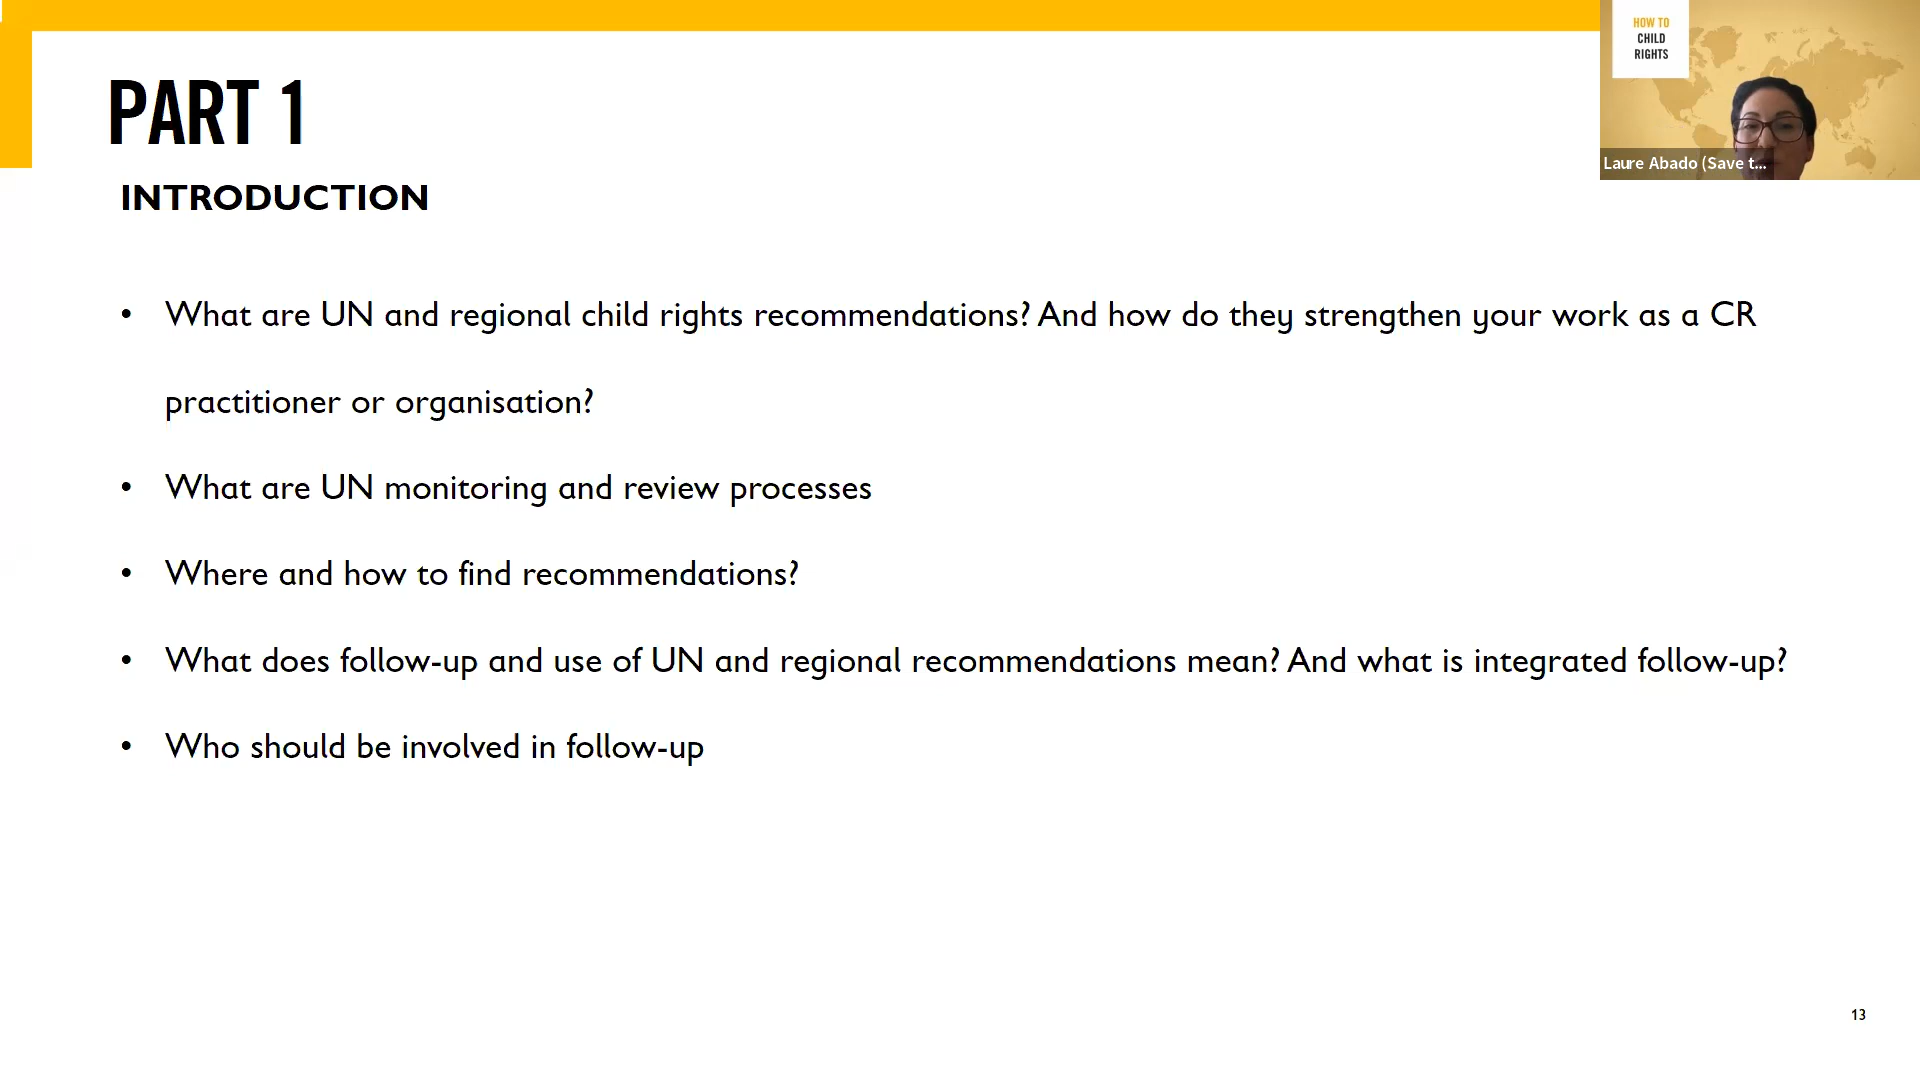 PART 1
INTRODUCTION
• What are UN and regional child rights recommendations? And how do they strengthen your work as a CR
practitioner or organisation?
• What are UN monitoring and review processes
• Where and how to find recommendations?
• What does follow-up and use of UN and regional recommendations mean? And what is integrated follow-up?
• Who should be involved in follow-up
HOW TO
CHILD
RIGHTS
Laure Abado (Save t...
13